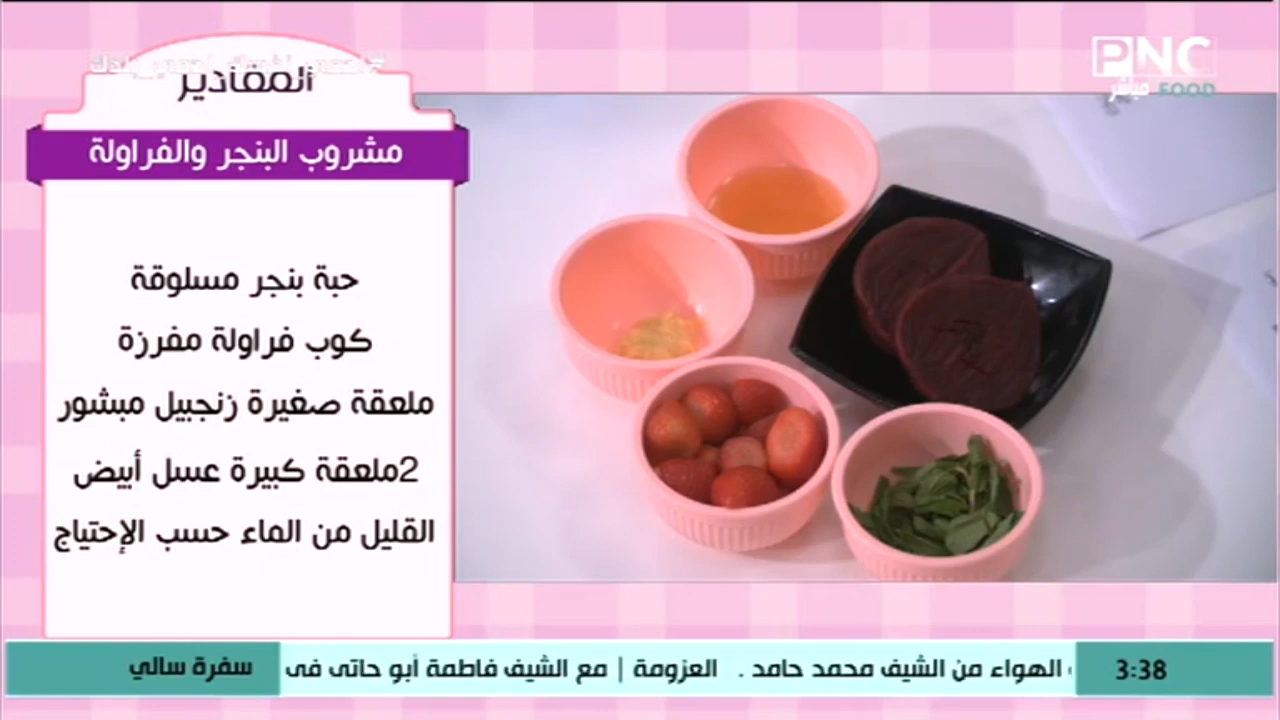 المقادير
PNC
FOOD مباشر
مشروب البنجر والفراولة
حبة بنجر مسلوقة
كوب فراولة مفرزة
ملعقة صغيرة زنجبيل مبشور
2ملعقة كبيرة عسل أبيض
القليل من الماء حسب الإحتياج
3:38
الهواء من الشيف محمد حامد . العزومة | مع الشيف فاطمة أبو حاتى فى
سفرة سالي